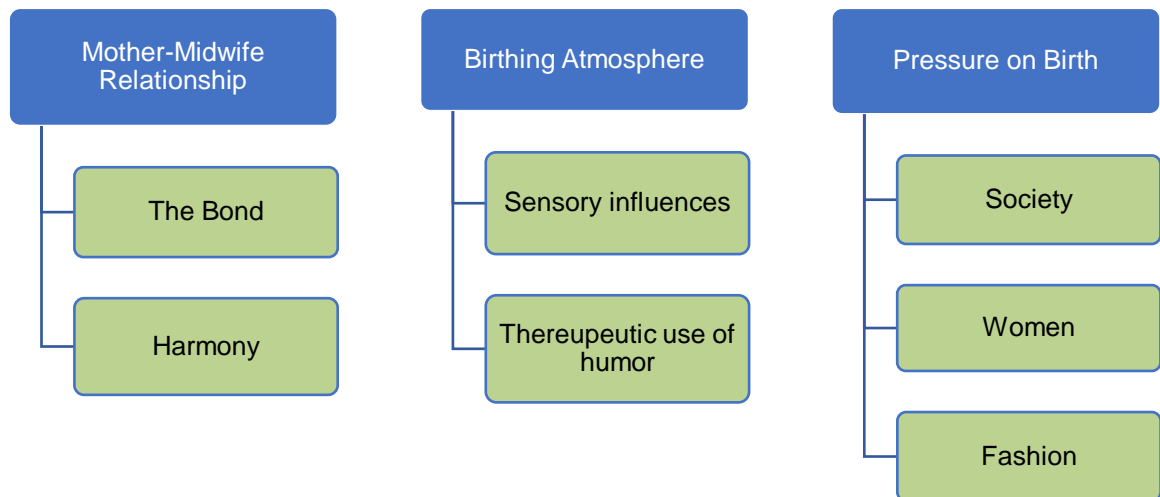 Mother-Midwife
Relationship
The Bond
Harmony
Birthing Atmosphere
Sensory influences
Thereupeutic use of
humor
Pressure on Birth
Society
Women
Fashion